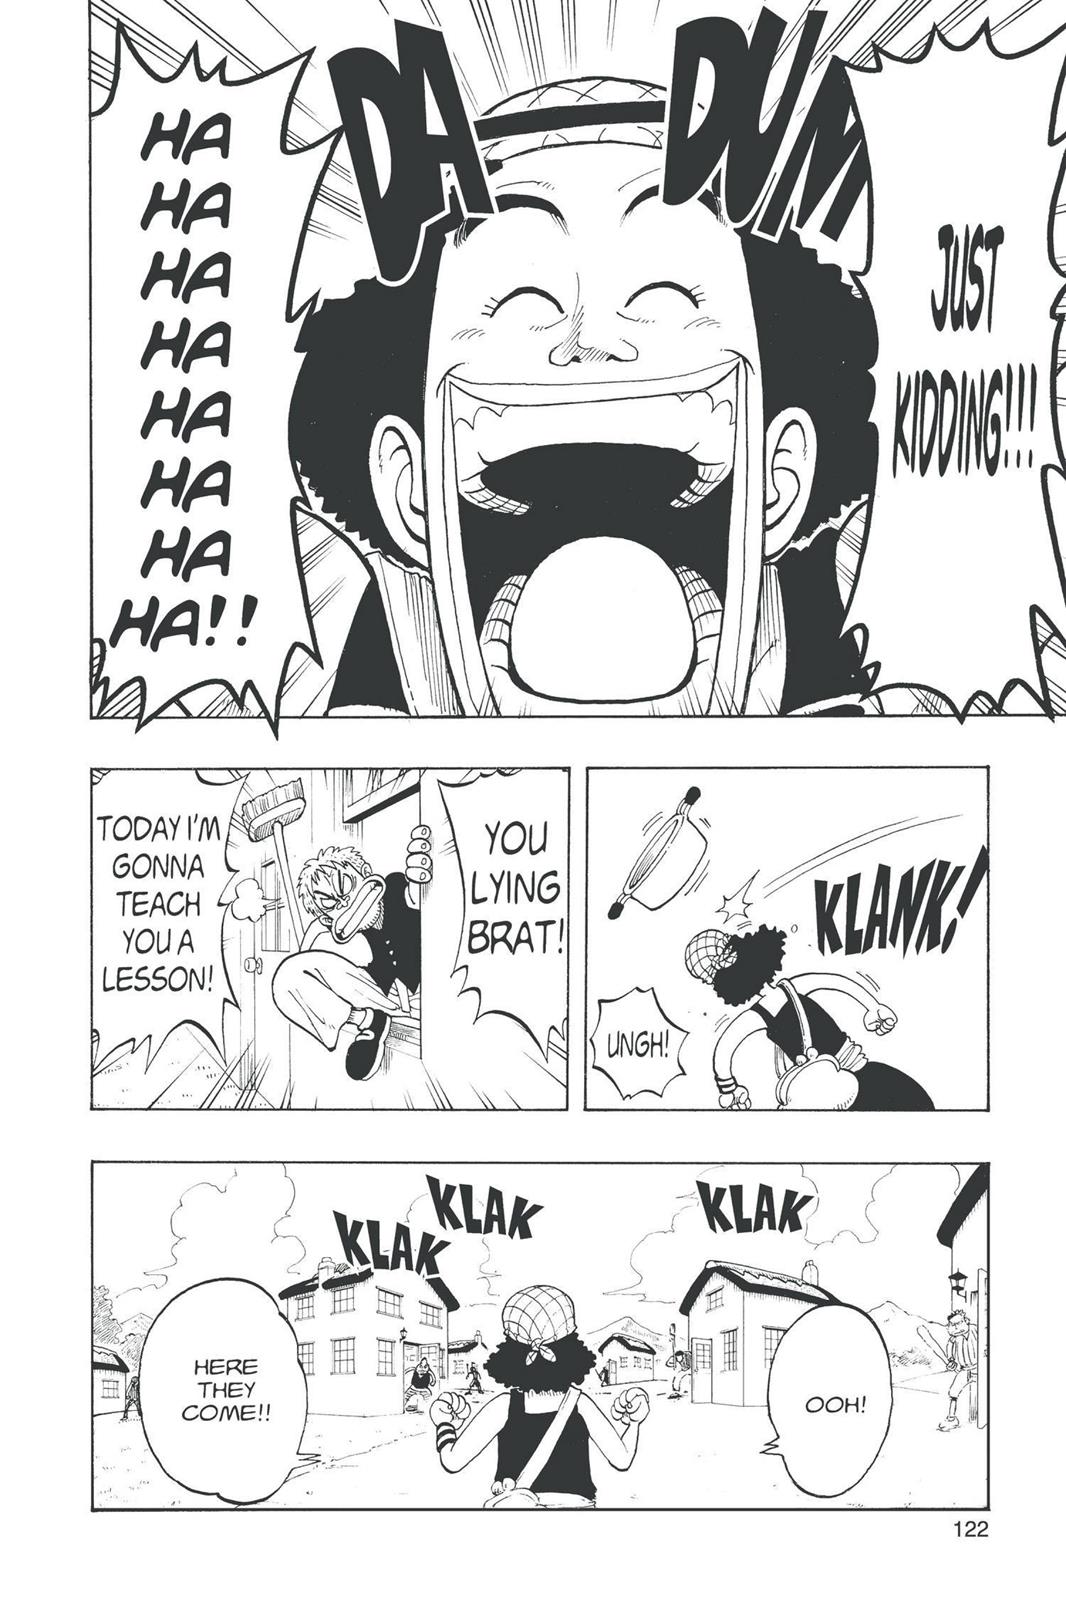 DA
DUM
JUST
KIDDING!!!
HA
HA
HA
HA
HA
HA
HA
HA!!
KLANK!
UNGH!
YOU
LYING
BRAT!
TODAY I'M
GONNA
TEACH
YOU A
LESSON!
KLAK
KLAK
KLAK
OOH!
HERE
THEY
COME!!
122